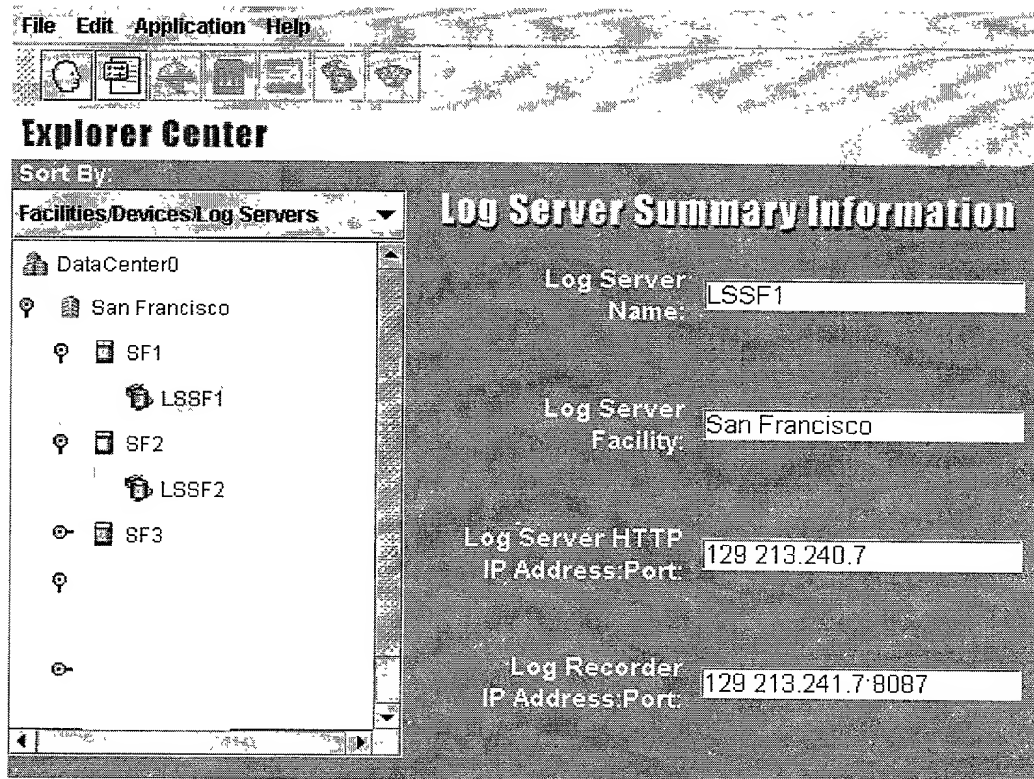 File Edit Application Help
Explorer Center
Sort By:
Facilities/Devices/Log Servers
DataCenter0
San Francisco
SF1
LSSF1
SF2
LSSF2
SF3
Log Server Summary Information
Log Server
Name:
LSSF1
Log Server
Facility:
San Francisco
Log Server HTTP
IP Address:Port:
129 213.240.7
Log Recorder
IP Address:Port:
129 213.241.7:8087